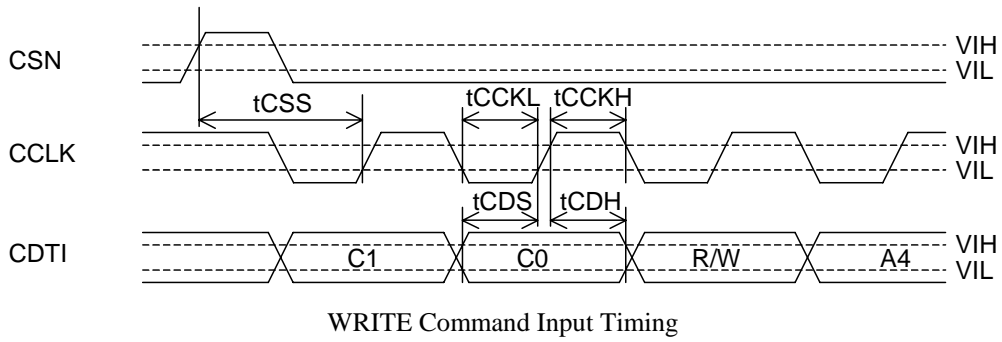 CSN VIH
VIL
tCSS tCCKL tCCKH
CCLK VIH
VIL
tCDS tCDH
CDTI C1 C0 R/W A4 VIH
VIL
WRITE Command Input Timing